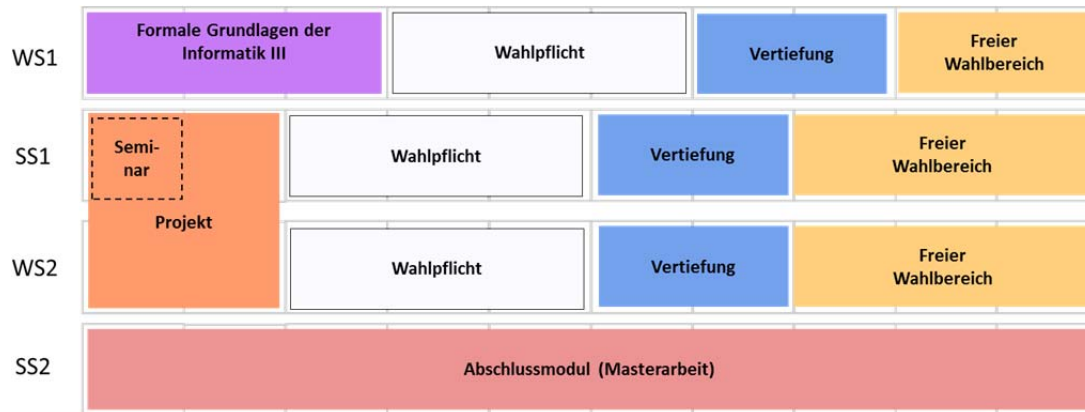 WS1
Formale Grundlagen der
Informatik III
Wahlpflicht
Vertiefung
Freier
Wahlbereich
SS1
Semi-
nar
Projekt
Wahlpflicht
Vertiefung
Freier
Wahlbereich
WS2
Wahlpflicht
Vertiefung
Freier
Wahlbereich
SS2
Abschlussmodul (Masterarbeit)